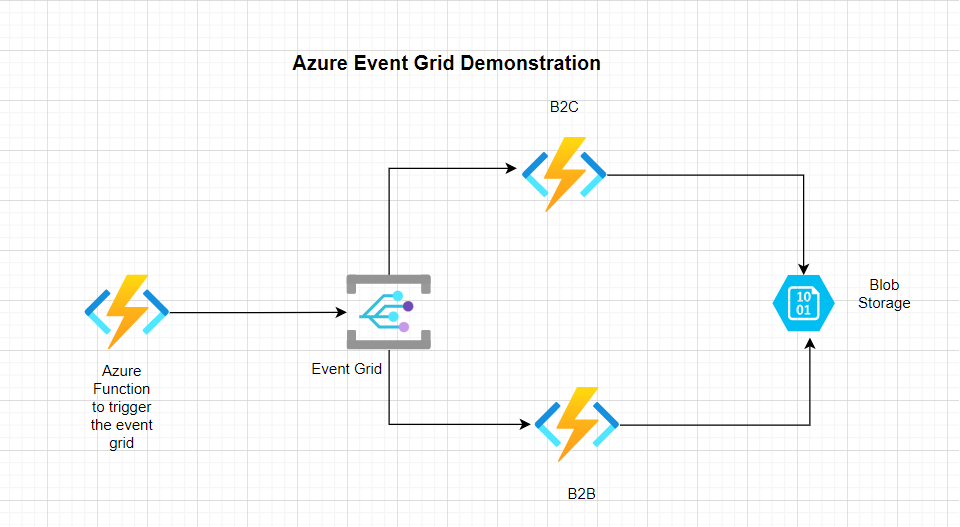 Azure Event Grid Demonstration
B2C
Azure
Function
to trigger
the event
grid
Event Grid
10
01
Blob
Storage
B2B